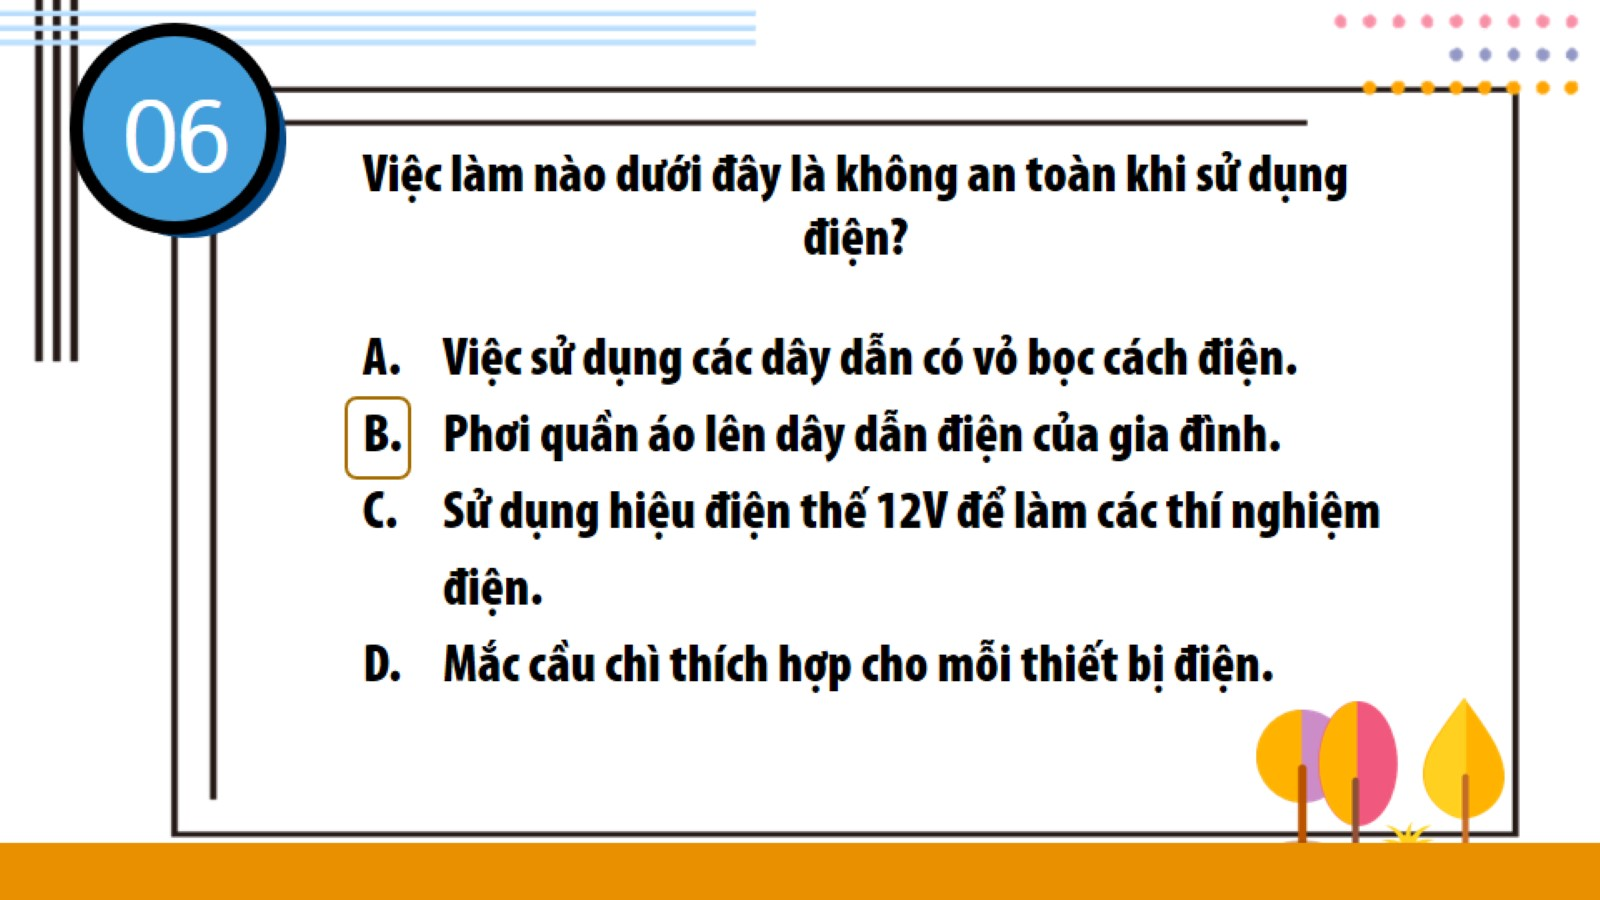 06
Việc làm nào dưới đây là không an toàn khi sử dụng
điện?
A. Việc sử dụng các dây dẫn có vỏ bọc cách điện.
B. Phơi quần áo lên dây dẫn điện của gia đình.
C. Sử dụng hiệu điện thế 12V để làm các thí nghiệm
điện.
D. Mắc cầu chì thích hợp cho mỗi thiết bị điện.